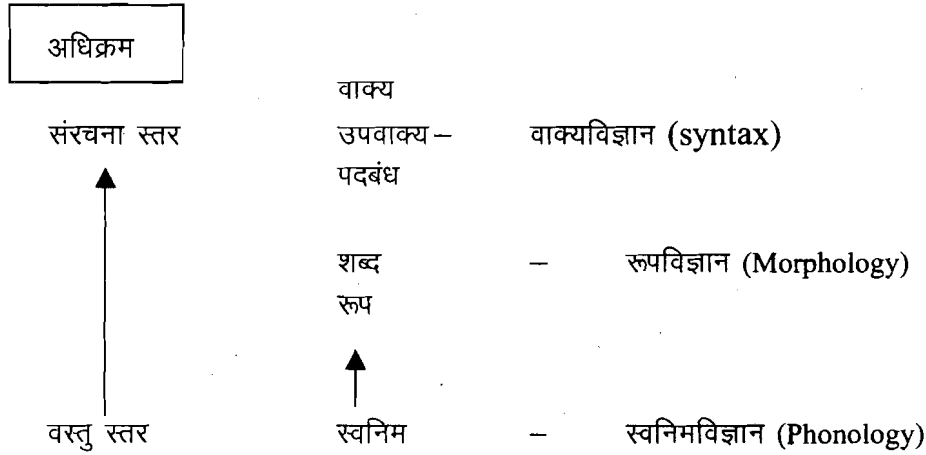 अधिक्रम
वाक्य
संरचना स्तर उपवाक्य – वाक्यविज्ञान (syntax)
पदबंध
शब्द – रूपविज्ञान (Morphology)
रूप
वस्तु स्तर स्वनिम – स्वनिमविज्ञान (Phonology)